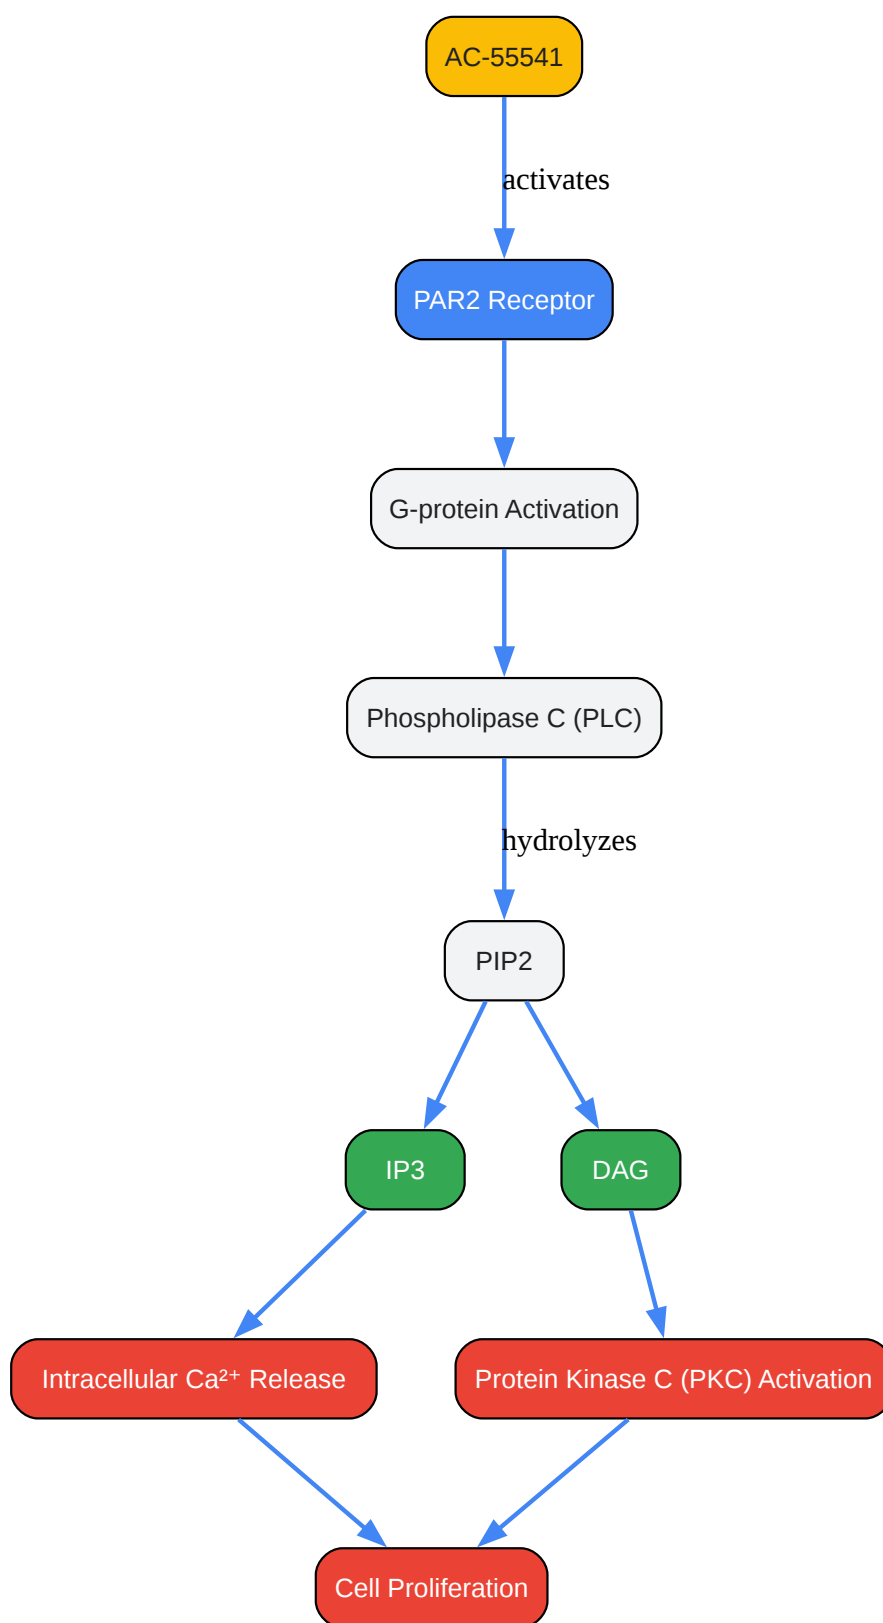 AC-55541
activates
PAR2 Receptor
G-protein Activation
Phospholipase C (PLC)
hydrolyzes
PIP2
IP3
DAG
Intracellular Ca²⁺ Release
Protein Kinase C (PKC) Activation
Cell Proliferation